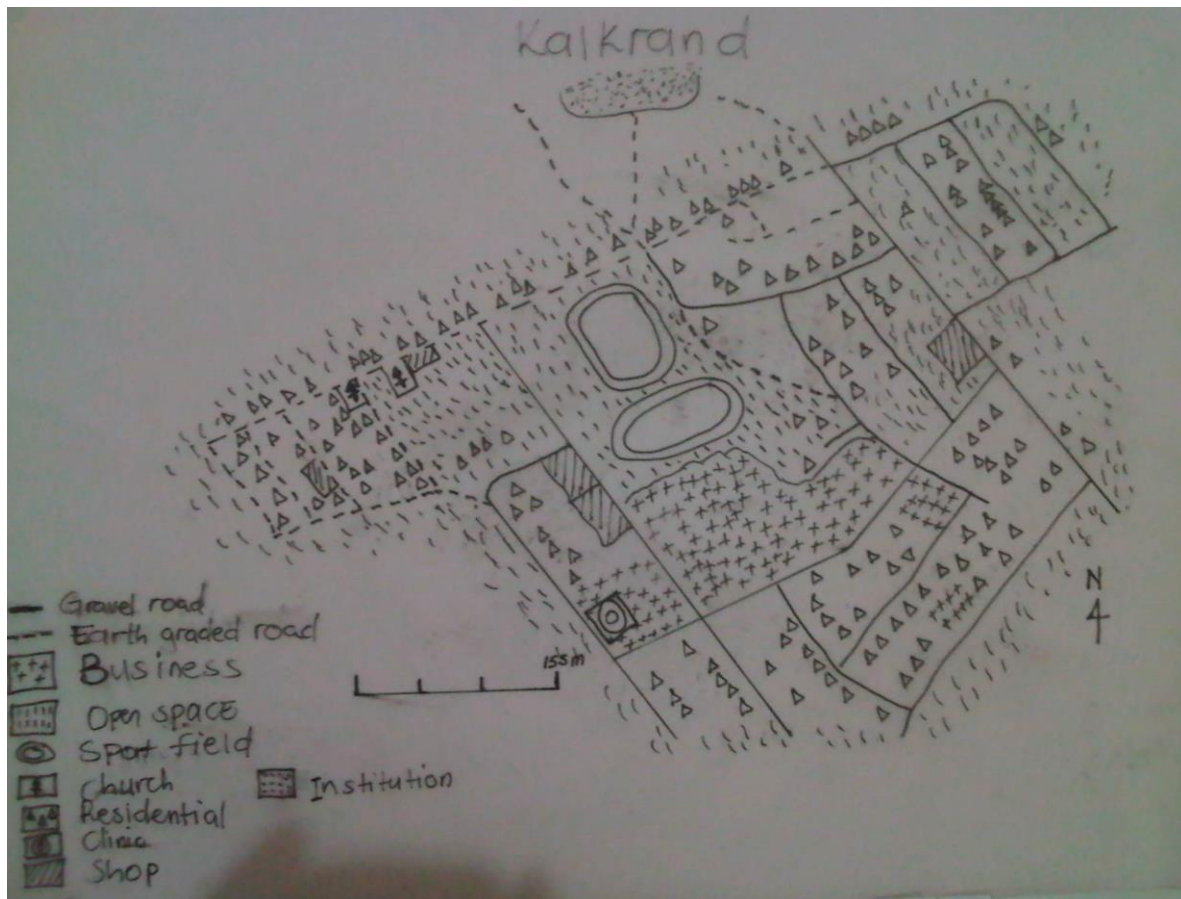 Kalkrand
N
155m
Gravel road
Earth graded road
Business
Open space
Sport field
church
Institution
Residential
Clinic
Shop